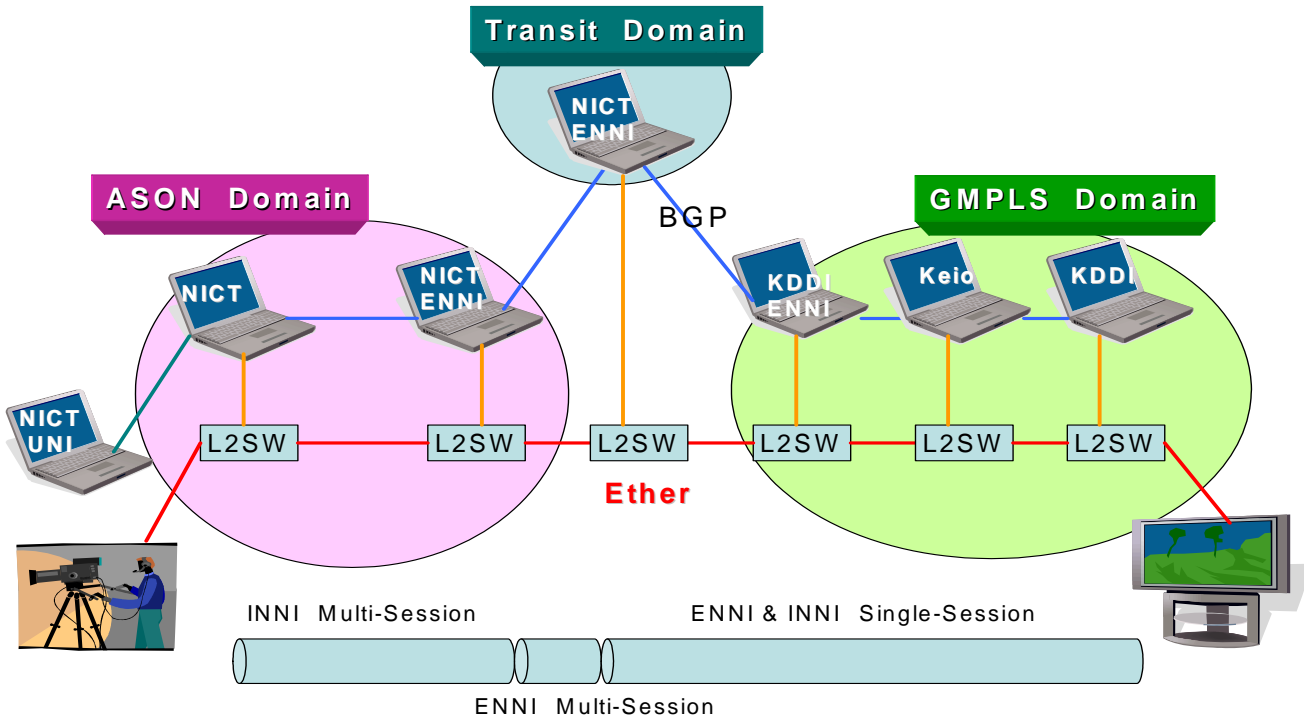 Transit Domain
NICT
ENNI
ASON Domain
GMPLS Domain
BGP
NICT
NICT
ENNI
KDDI
ENNI
Keio
KDDI
NICT
UNI
L2SW
L2SW
L2SW
L2SW
L2SW
L2SW
Ether
INNI Multi-Session
ENNI & INNI Single-Session
ENNI Multi-Session